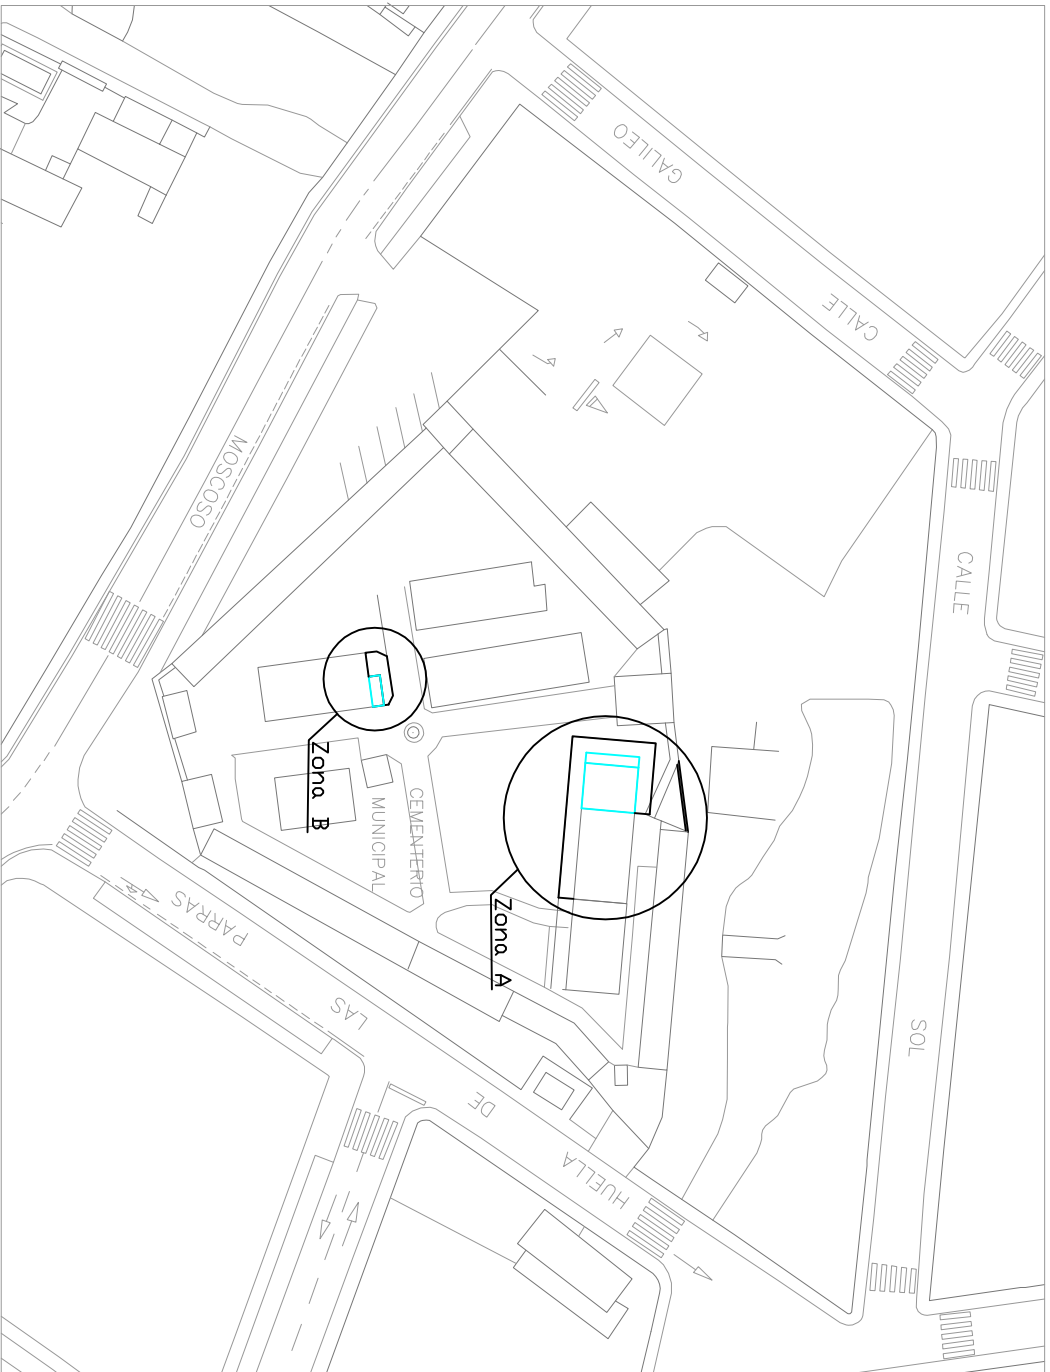 GALILEO
CALLE
MOSCOSO
CALLE
Zona B
CEMENTERIO
MUNICIPAL
Zona A
PARRAS
LAS
DE
HUELLA
SOL